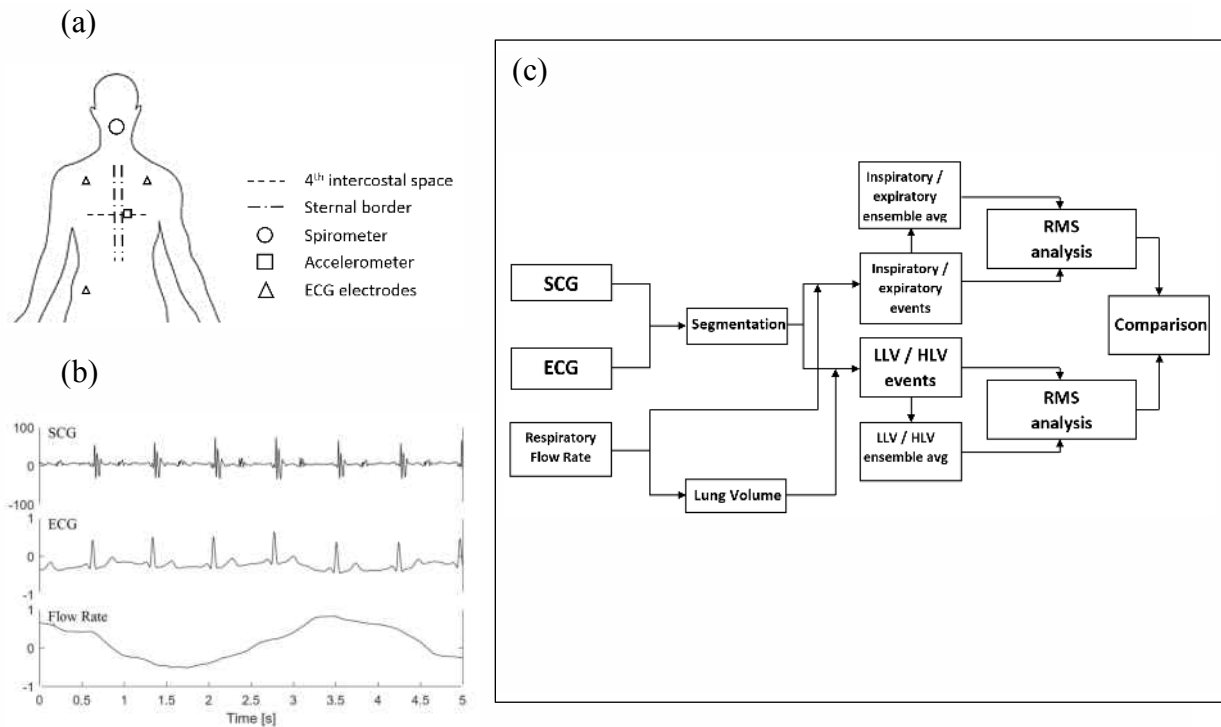 (a)
4th intercostal space
Sternal border
Spirometer
Accelerometer
ECG electrodes
(b)
100
SCG
0
-100
1
ECG
0
-1
1
Flow Rate
0
-1
0 0.5 1 1.5 2 2.5 3 3.5 4 4.5 5
Time [s]
(c)
SCG
ECG
Respiratory
Flow Rate
Segmentation
Lung Volume
Inspiratory /
expiratory
ensemble avg
Inspiratory /
expiratory
events
LLV / HLV
events
LLV / HLV
ensemble avg
RMS
analysis
RMS
analysis
Comparison